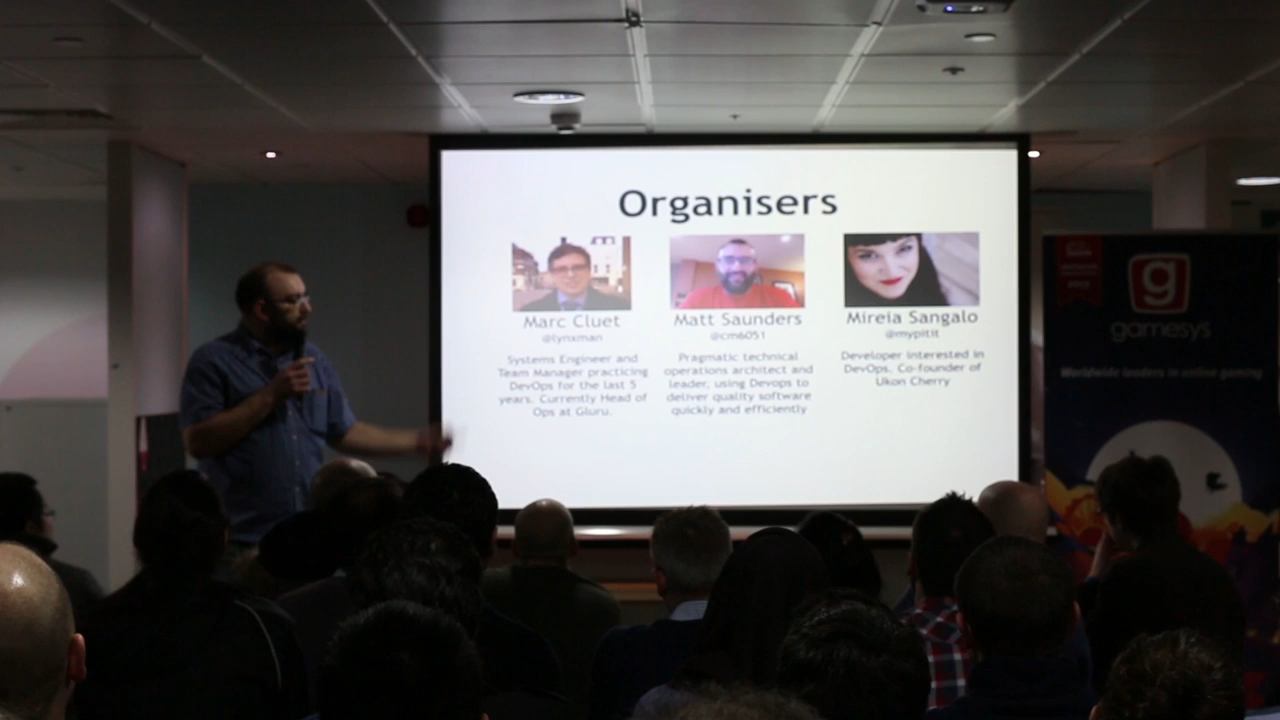 Organisers
Marc Cluet
@lynxman
Systems Engineer and
Team Manager practicing
DevOps for the last 5
years. Currently Head of
Ops at Gluru.
Matt Saunders
@cm6051
Pragmatic technical
operations architect and
leader, using Devops to
deliver quality software
quickly and efficiently
Mireia Sangalo
@mypitit
Developer interested in
DevOps. Co-founder of
Ukon Cherry
g
gamesys
Worldwide leaders in online gaming